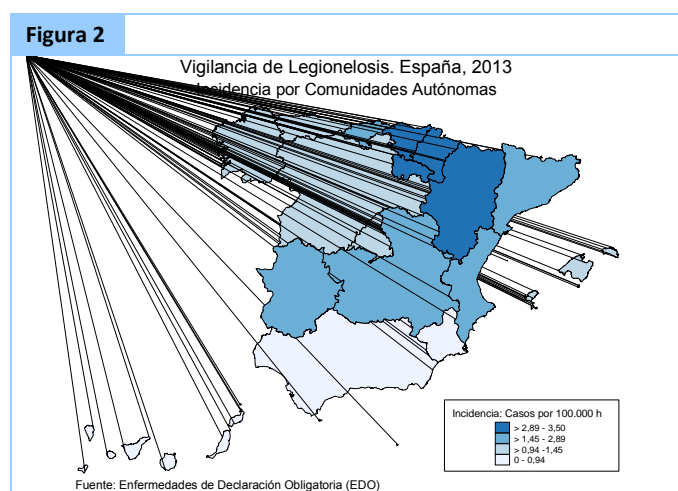 Figura 2
Vigilancia de Legionelosis. España, 2013
Incidencia por Comunidades Autónomas
Incidencia: Casos por 100.000 h
> 2,89 - 3,50
> 1,45 - 2,89
> 0,94 -1,45
0 - 0,94
Fuente: Enfermedades de Declaración Obligatoria (EDO)